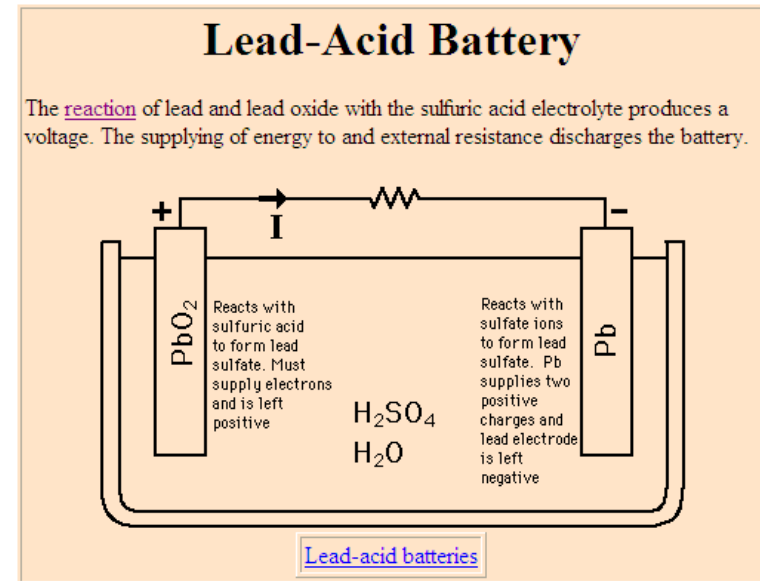 Lead-Acid Battery
The reaction of lead and lead oxide with the sulfuric acid electrolyte produces a
voltage. The supplying of energy to and external resistance discharges the battery.
+
I
-
PbO₂
Reacts with
sulfuric acid
to form lead
sulfate. Must
supply electrons
and is left
positive
H₂SO₄
H₂O
Reacts with
sulfate ions
to form lead
sulfate. Pb
supplies two
positive
charges and
lead electrode
is left
negative
Pb
Lead-acid batteries